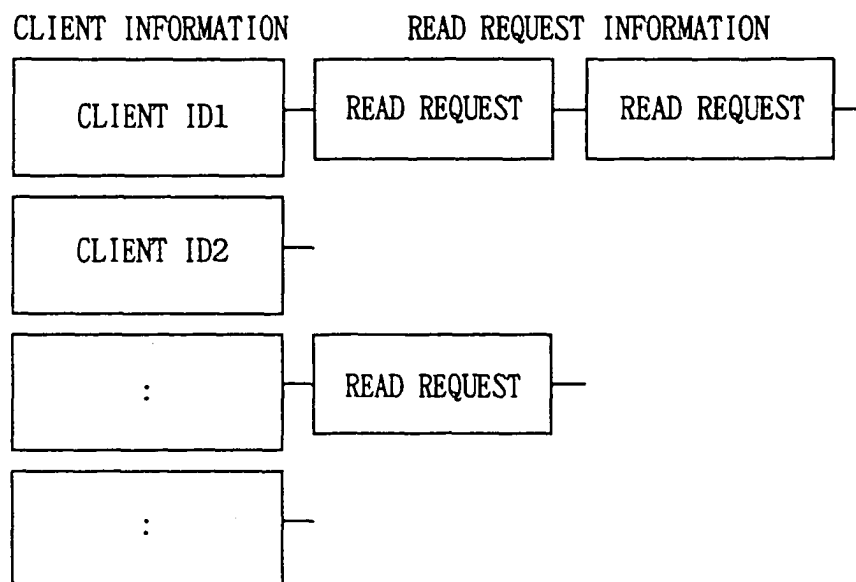 CLIENT INFORMATION READ REQUEST INFORMATION
CLIENT ID1 READ REQUEST READ REQUEST
CLIENT ID2
: READ REQUEST
: